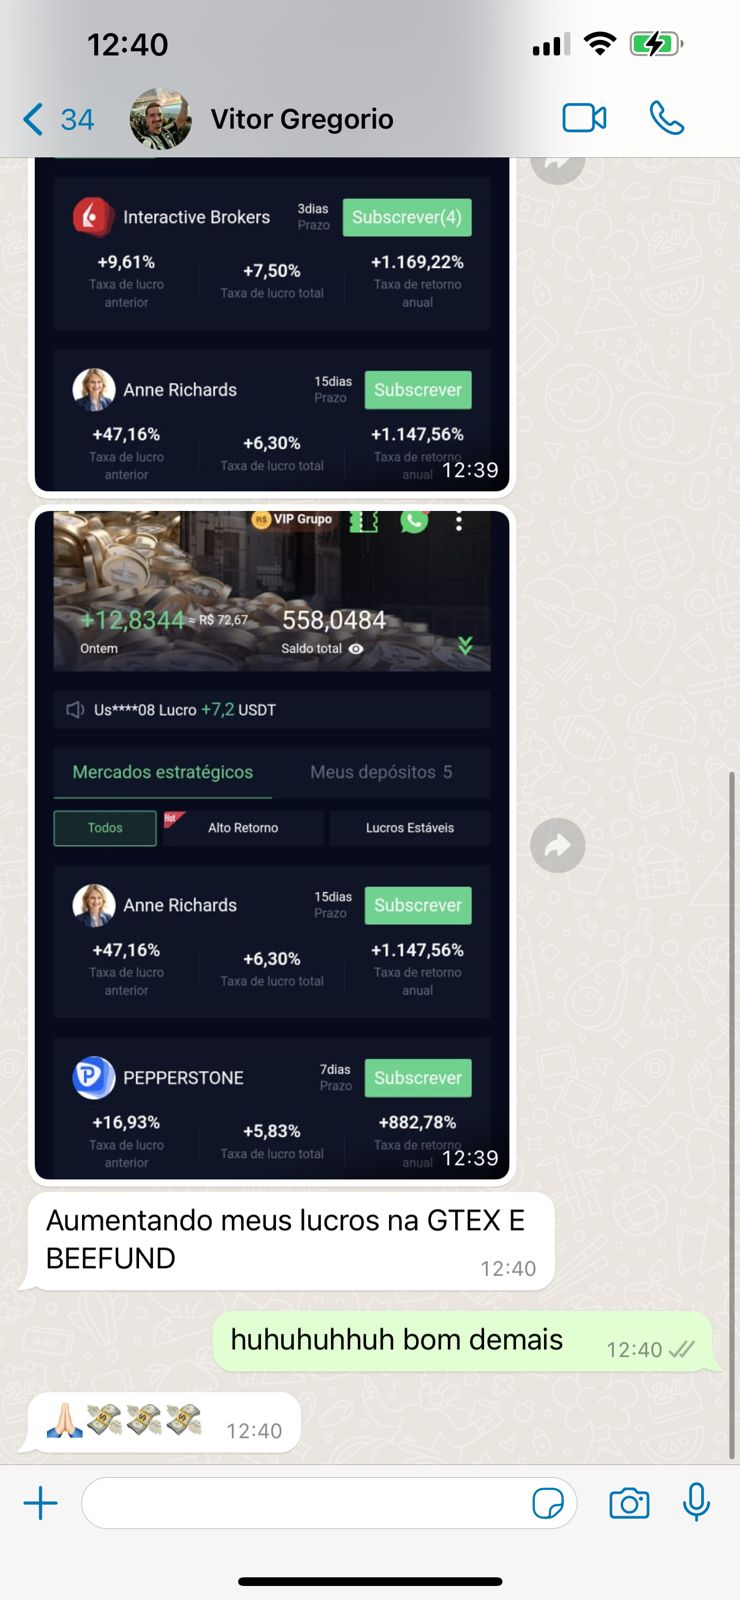 12:40
34
Vitor Gregorio
Interactive Brokers
3dias
Prazo
Subscrever(4)
+9,61%
Taxa de lucro
anterior
+7,50%
Taxa de lucro total
+1.169,22%
Taxa de retorno
anual
Anne Richards
15dias
Prazo
Subscrever
+47,16%
Taxa de lucro
anterior
+6,30%
Taxa de lucro total
+1.147,56%
Taxa de retorno
anual
12:39
R$ VIP Grupo
+12,8344 ≈ R$ 72,67
Ontem
558,0484
Saldo total
Us****08 Lucro +7,2 USDT
Mercados estratégicos
Meus depósitos 5
Todos
Hot
Alto Retorno
Lucros Estáveis
Anne Richards
15dias
Prazo
Subscrever
+47,16%
Taxa de lucro
anterior
+6,30%
Taxa de lucro total
+1.147,56%
Taxa de retorno
anual
PEPPERSTONE
7dias
Prazo
Subscrever
+16,93%
Taxa de lucro
anterior
+5,83%
Taxa de lucro total
+882,78%
Taxa de retorno
anual
12:39
Aumentando meus lucros na GTEX E
BEEFUND
12:40
huhuhuhhuh bom demais
12:40
🙏🏻💸💸💸
12:40